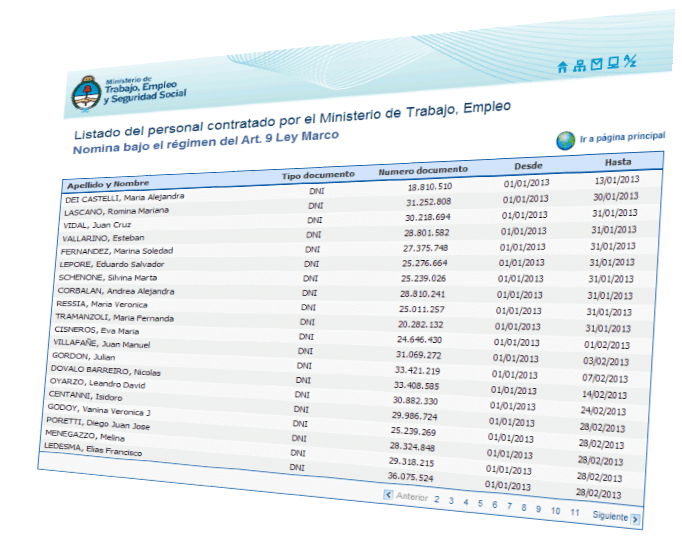 Ministerio de
Trabajo, Empleo
y Seguridad Social
Listado del personal contratado por el Ministerio de Trabajo, Empleo
Nomina bajo el régimen del Art. 9 Ley Marco
Ir a página principal
Apellido y Nombre Tipo documento Numero documento Desde Hasta
DEI CASTELLI, Maria Alejandra DNI 18.810.510 01/01/2013 13/01/2013
LASCANO, Romina Mariana DNI 31.252.808 01/01/2013 30/01/2013
VIDAL, Juan Cruz DNI 30.218.694 01/01/2013 31/01/2013
VALLARINO, Esteban DNI 28.801.582 01/01/2013 31/01/2013
FERNANDEZ, Marina Soledad DNI 27.375.748 01/01/2013 31/01/2013
LEPORE, Eduardo Salvador DNI 25.276.664 01/01/2013 31/01/2013
SCHENONE, Silvina Marta DNI 25.239.026 01/01/2013 31/01/2013
CORBALAN, Andrea Alejandra DNI 28.810.241 01/01/2013 31/01/2013
RESSIA, Maria Veronica DNI 25.011.257 01/01/2013 31/01/2013
TRAMANZOLI, Maria Fernanda DNI 20.282.132 01/01/2013 31/01/2013
CISNEROS, Eva Maria DNI 24.646.430 01/01/2013 01/02/2013
VILLAFAÑE, Juan Manuel DNI 31.069.272 01/01/2013 03/02/2013
GORDON, Julian DNI 33.421.219 01/01/2013 07/02/2013
DOVALO BARREIRO, Nicolas DNI 33.408.585 01/01/2013 14/02/2013
OYARZO, Leandro David DNI 30.882.330 01/01/2013 24/02/2013
CENTANNI, Isidoro DNI 29.986.724 01/01/2013 28/02/2013
GODOY, Vanina Veronica J DNI 25.239.269 01/01/2013 28/02/2013
PORETTI, Diego Juan Jose DNI 28.324.848 01/01/2013 28/02/2013
MENEGAZZO, Melina DNI 29.318.215 01/01/2013 28/02/2013
LEDESMA, Elias Francisco DNI 36.075.524 01/01/2013 28/02/2013
Anterior 2 3 4 5 6 7 8 9 10 11 Siguiente